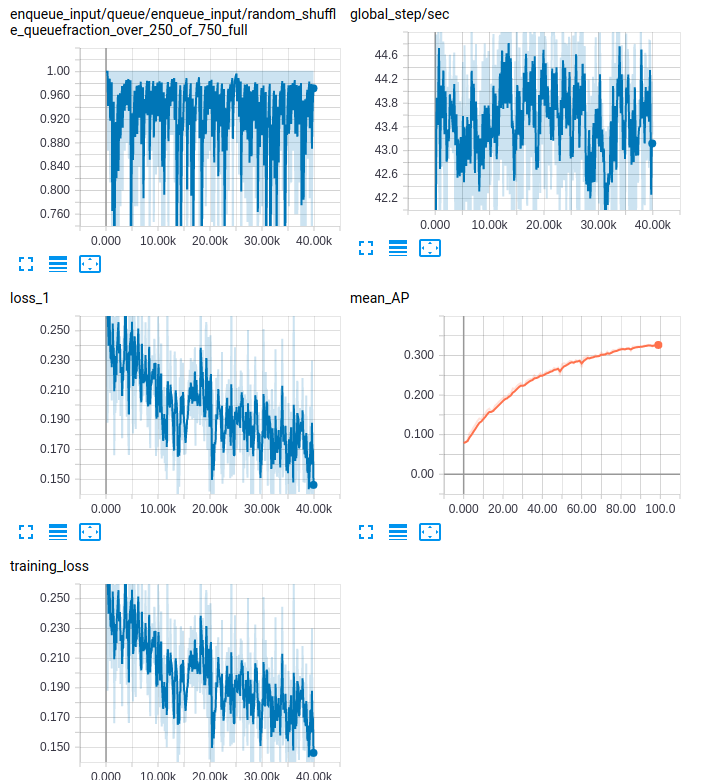 enqueue_input/queue/enqueue_input/random_shuffl
e_queuefraction_over_250_of_750_full
1.00
0.960
0.920
0.880
0.840
0.800
0.760
0.000 10.00k 20.00k 30.00k 40.00k
global_step/sec
44.6
44.2
43.8
43.4
43.0
42.6
42.2
0.000 10.00k 20.00k 30.00k 40.00k
loss_1
0.250
0.230
0.210
0.190
0.170
0.150
0.000 10.00k 20.00k 30.00k 40.00k
mean_AP
0.300
0.200
0.100
0.00
0.000 20.00 40.00 60.00 80.00 100.0
training_loss
0.250
0.230
0.210
0.190
0.170
0.150
0.000 10.00k 20.00k 30.00k 40.00k